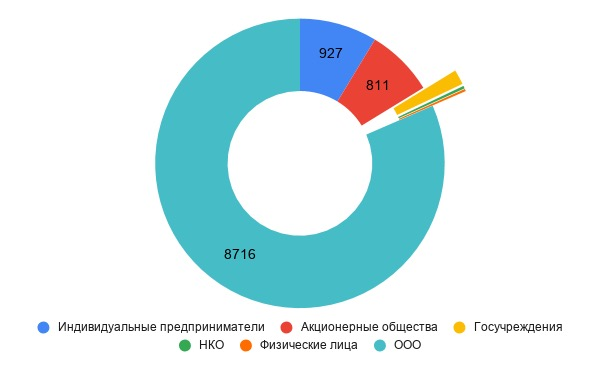 927
811
8716
Индивидуальные предприниматели Акционерные общества Госучреждения
НКО Физические лица ООО